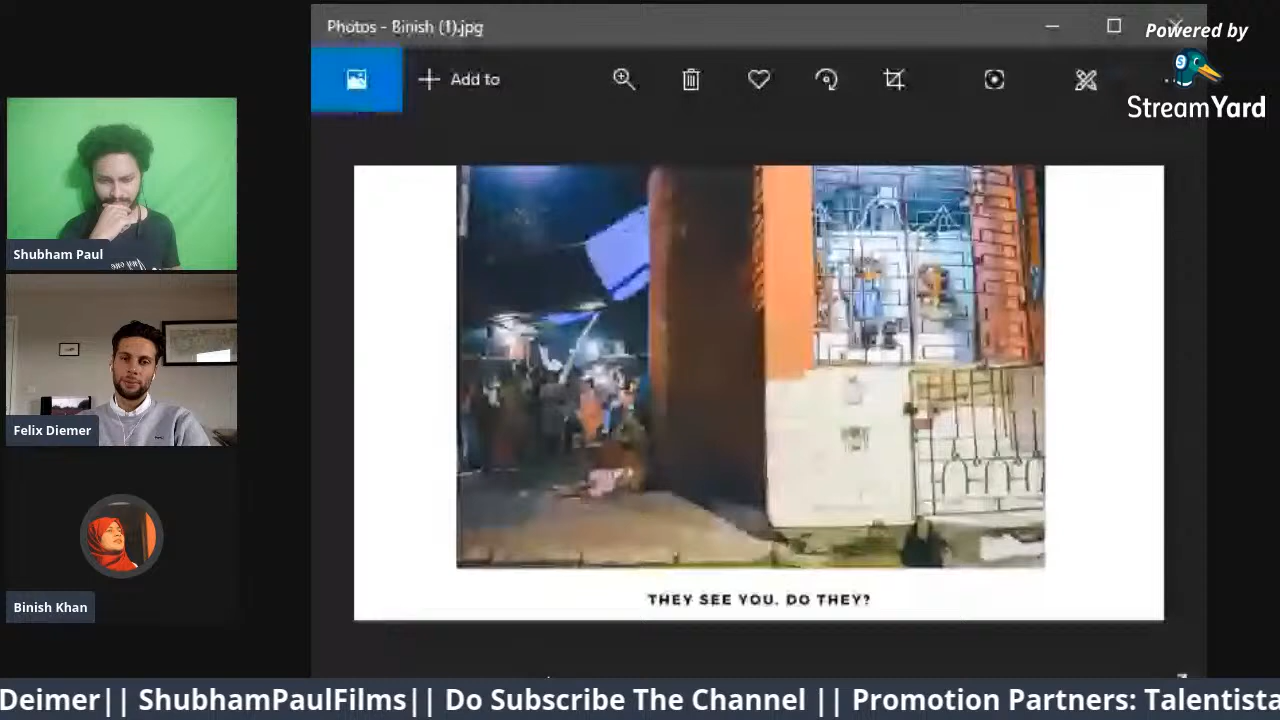 Photos - Binish (1).jpg
Powered by
StreamYard
Add to
Shubham Paul
Felix Diemer
Binish Khan
THEY SEE YOU. DO THEY?
Deimer|| ShubhamPaulFilms|| Do Subscribe The Channel || Promotion Partners: Talentista